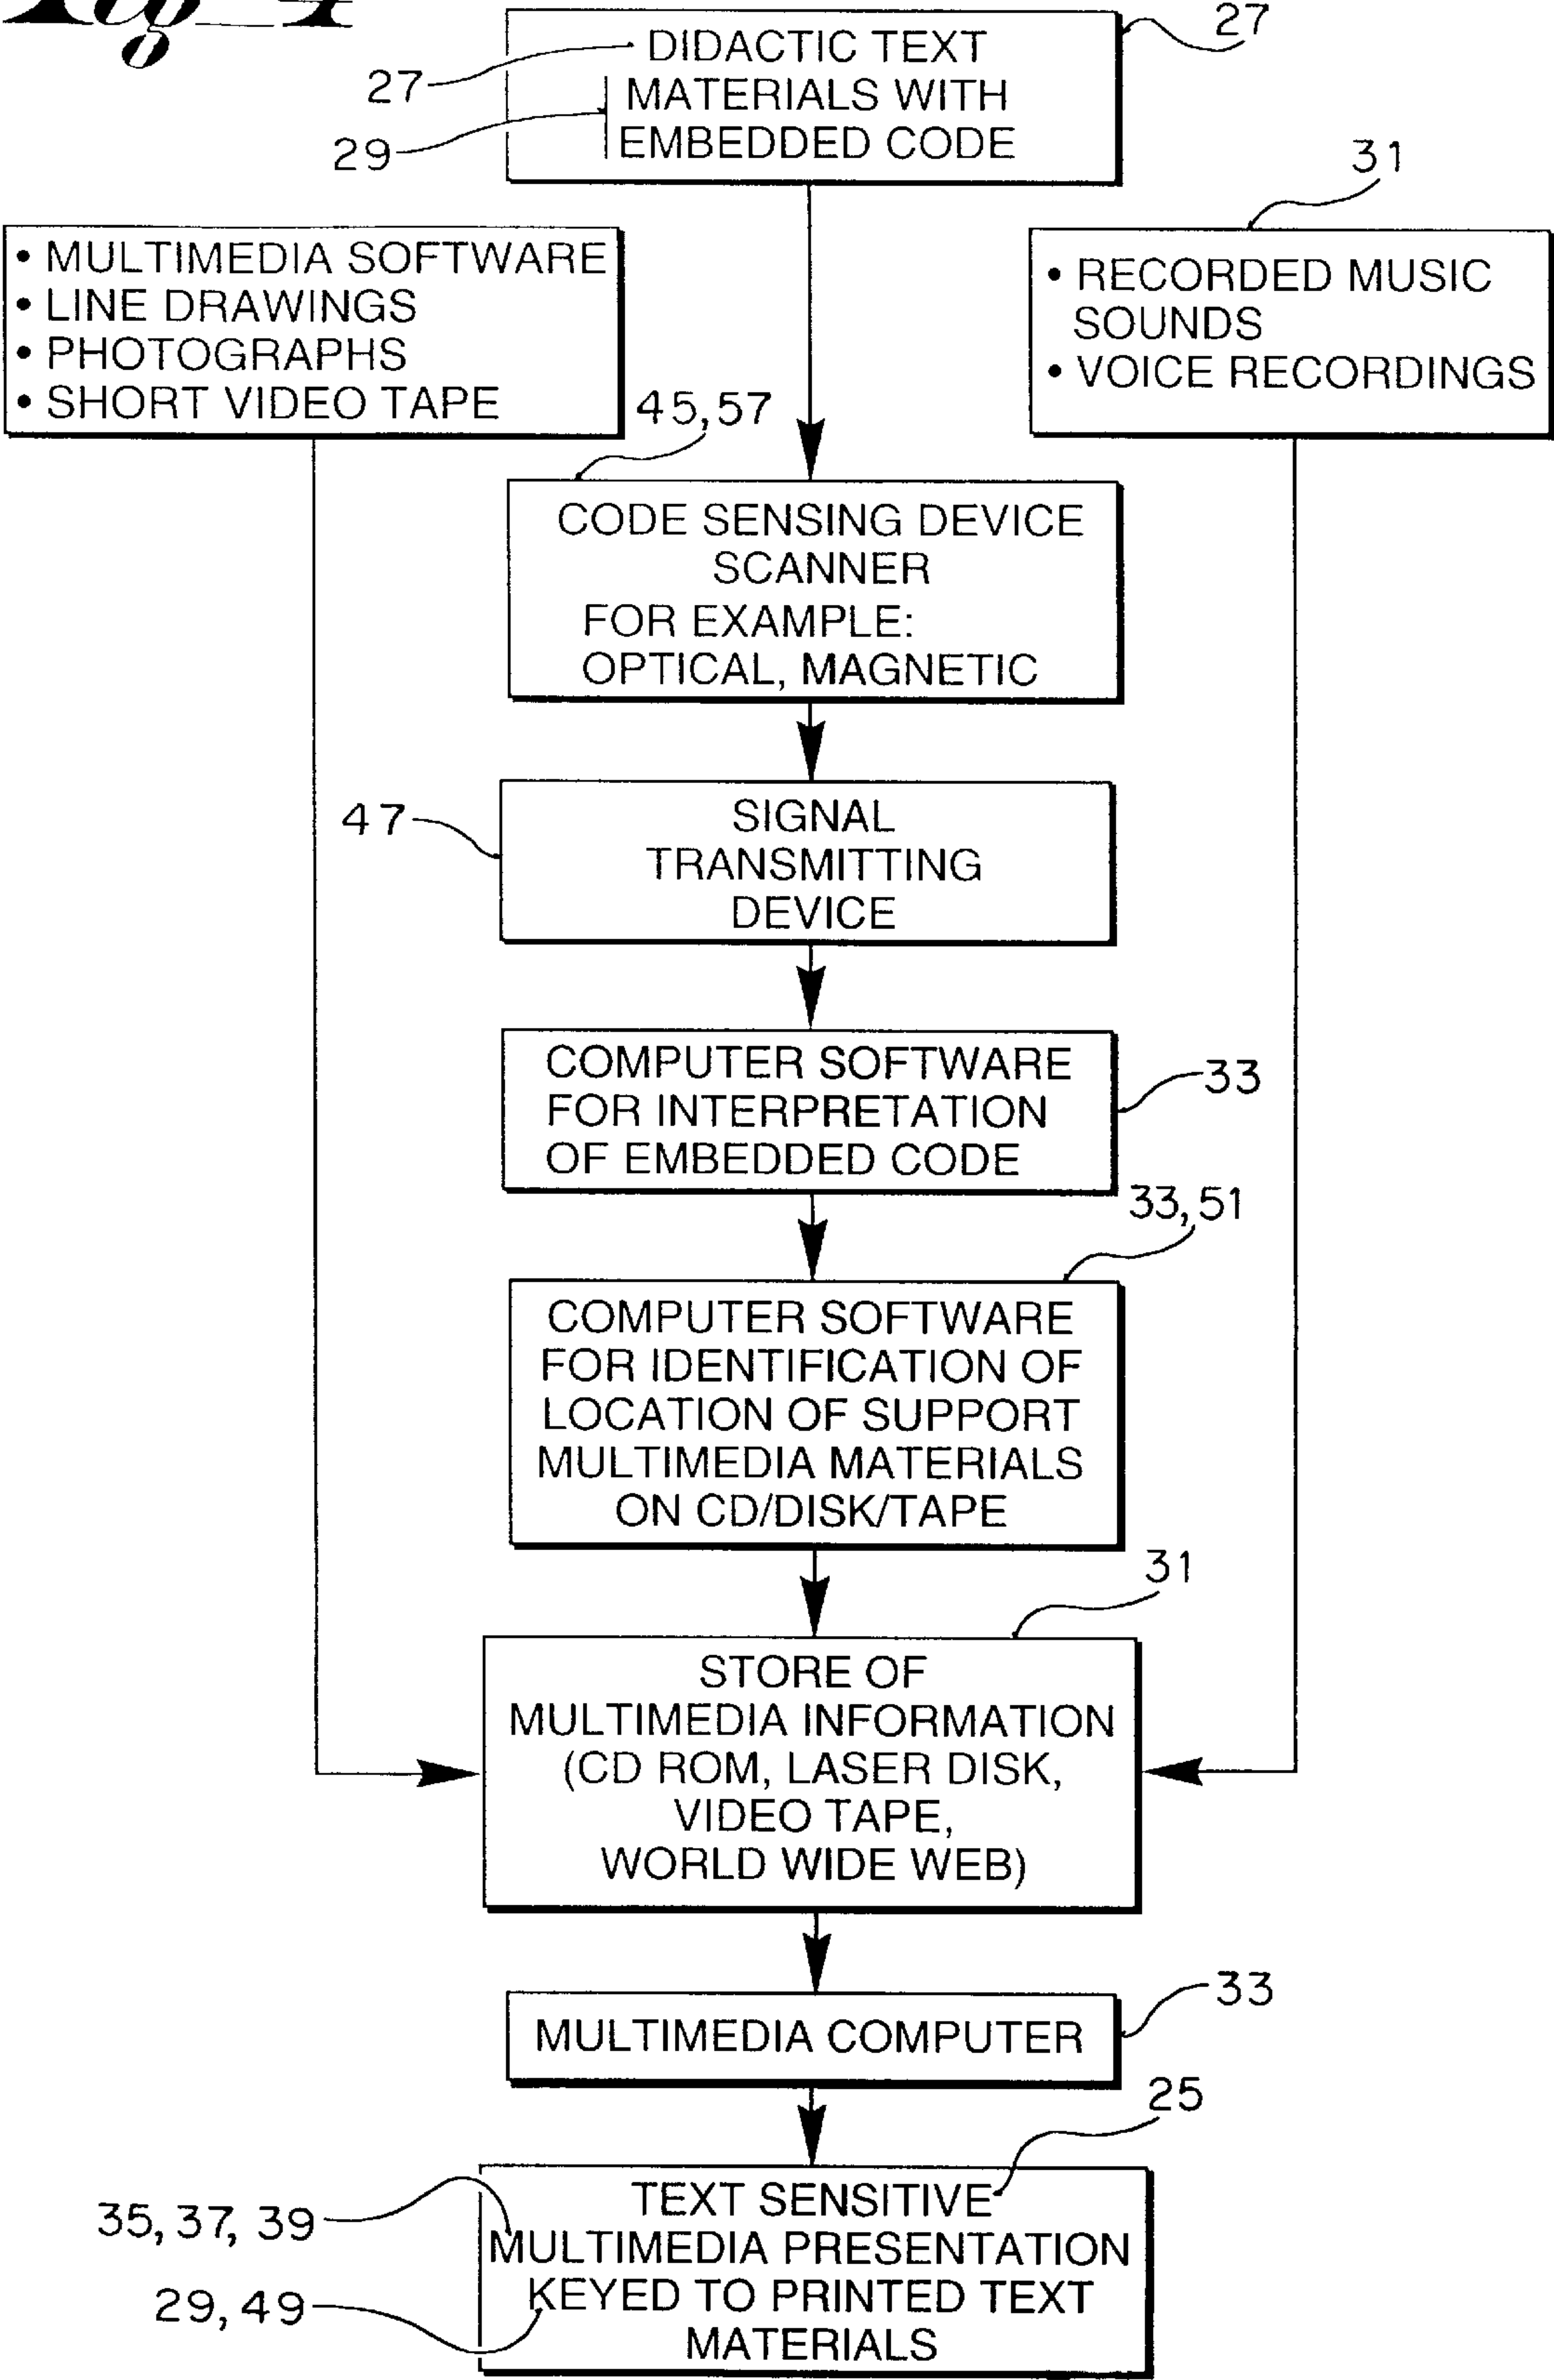 27
DIDACTIC TEXT
27
MATERIALS WITH
29
EMBEDDED CODE
31
• MULTIMEDIA SOFTWARE
• LINE DRAWINGS
• PHOTOGRAPHS
• SHORT VIDEO TAPE
• RECORDED MUSIC
SOUNDS
• VOICE RECORDINGS
45,57
CODE SENSING DEVICE
SCANNER
FOR EXAMPLE:
OPTICAL, MAGNETIC
47
SIGNAL
TRANSMITTING
DEVICE
COMPUTER SOFTWARE
FOR INTERPRETATION
OF EMBEDDED CODE
33
33,51
COMPUTER SOFTWARE
FOR IDENTIFICATION OF
LOCATION OF SUPPORT
MULTIMEDIA MATERIALS
ON CD/DISK/TAPE
31
STORE OF
MULTIMEDIA INFORMATION
(CD ROM, LASER DISK,
VIDEO TAPE,
WORLD WIDE WEB)
33
MULTIMEDIA COMPUTER
25
TEXT SENSITIVE
35, 37, 39
MULTIMEDIA PRESENTATION
29, 49
KEYED TO PRINTED TEXT
MATERIALS